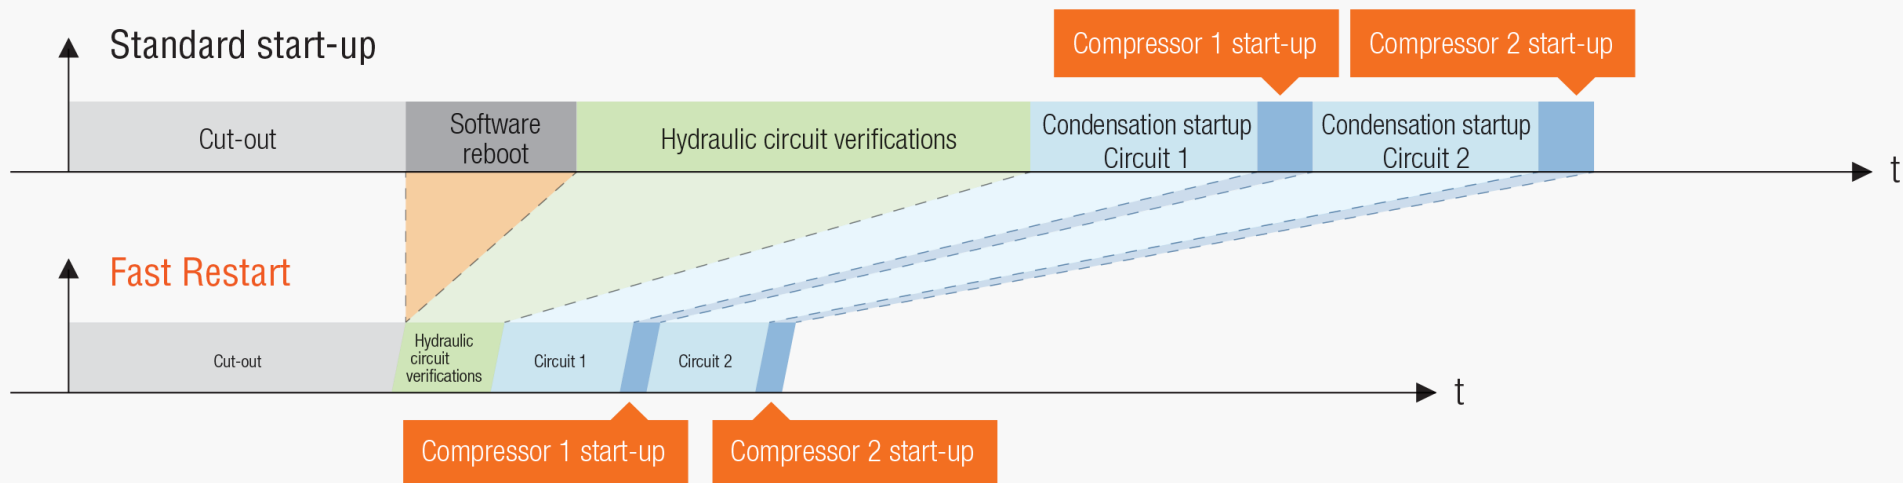 Standard start-up
Compressor 1 start-up
Compressor 2 start-up
Cut-out
Software
reboot
Hydraulic circuit verifications
Condensation startup
Circuit 1
Condensation startup
Circuit 2
t
Fast Restart
Cut-out
Hydraulic
circuit
verifications
Circuit 1
Circuit 2
t
Compressor 1 start-up
Compressor 2 start-up